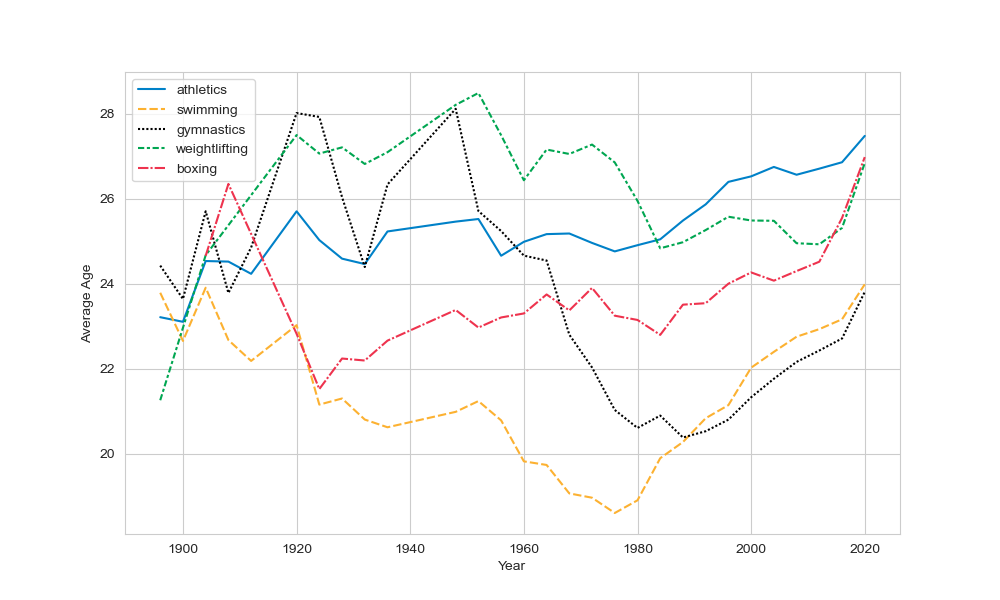 athletics
swimming
gymnastics
weightlifting
boxing
28
26
24
22
20
Average Age
1900 1920 1940 1960 1980 2000 2020
Year